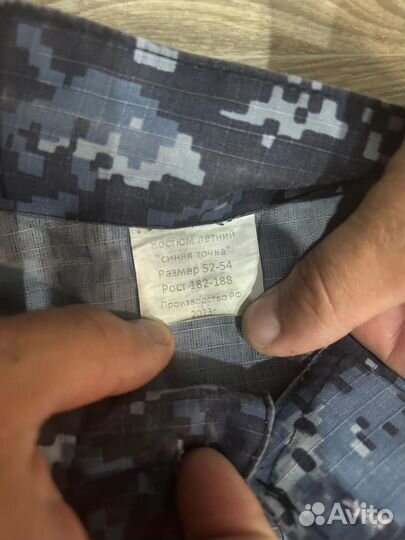 Костюм летний
"синяя точка"
Размер 52-54
Рост 182-188
Производство РФ
2023г.
Avito